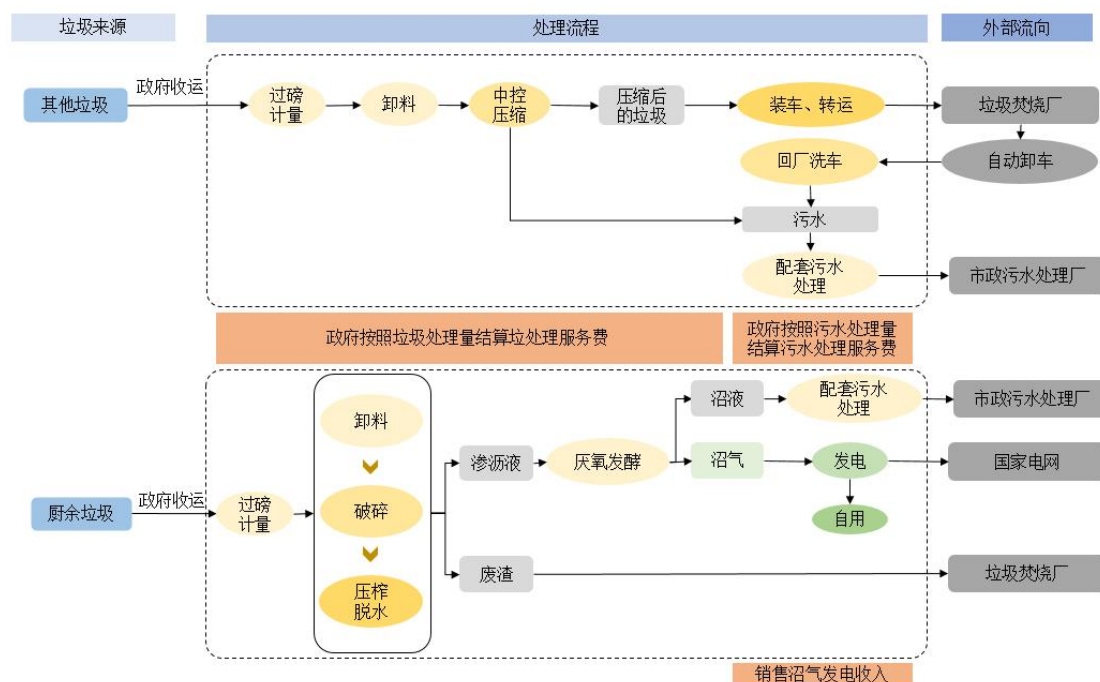 垃圾来源
处理流程
外部流向
其他垃圾
政府收运
过磅
计量
卸料
中控
压缩
压缩后
的垃圾
装车、转运
垃圾焚烧厂
自动卸车
回厂洗车
污水
配套污水
处理
市政污水处理厂
政府按照垃圾处理量结算垃处理服务费
政府按照污水处理量
结算污水处理服务费
厨余垃圾
政府收运
过磅
计量
卸料
破碎
压榨
脱水
渗沥液
厌氧发酵
沼液
配套污水
处理
市政污水处理厂
沼气
发电
国家电网
自用
废渣
垃圾焚烧厂
销售沼气发电收入